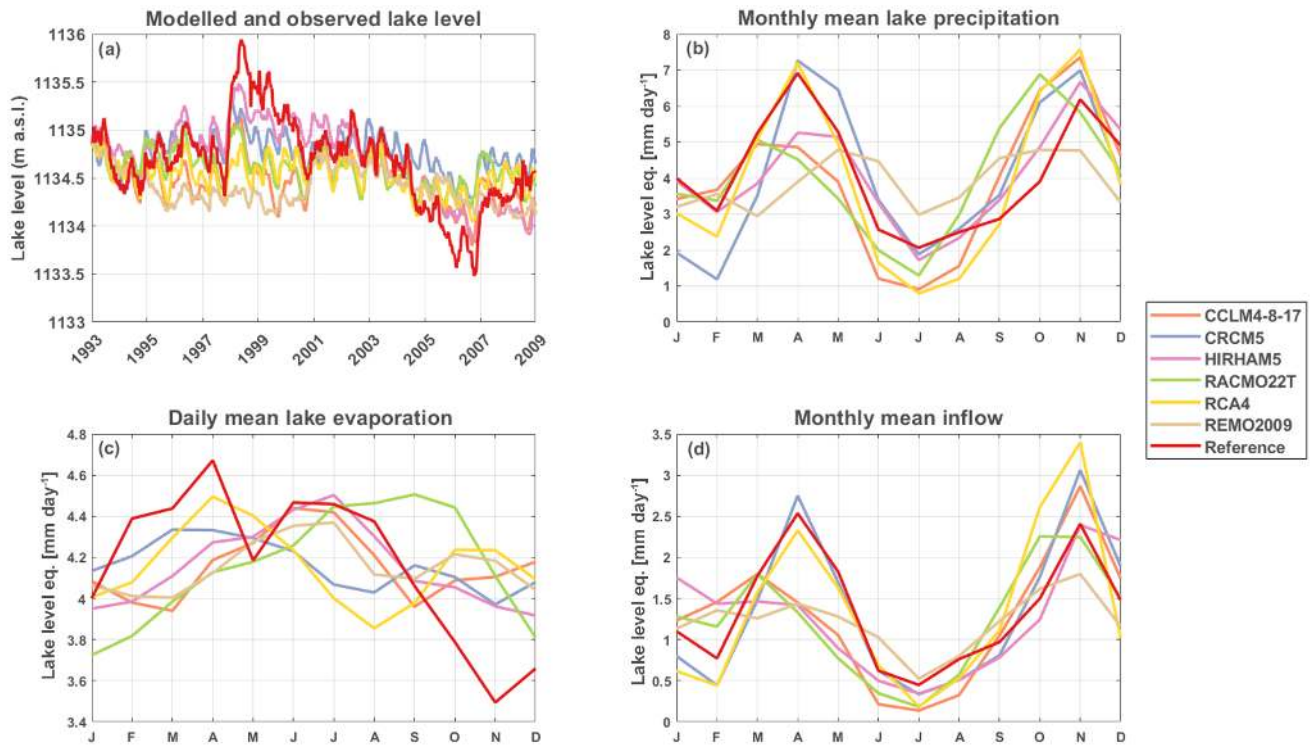 Modelled and observed lake level
(a)
Lake level (m a.s.l.)
1136
1135.5
1135
1134.5
1134
1133.5
1133
1993
1995
1997
1999
2001
2003
2005
2007
2009
Monthly mean lake precipitation
(b)
Lake level eq. [mm day⁻¹]
8
7
6
5
4
3
2
1
0
J F M A M J J A S O N D
CCLM4-8-17
CRCM5
HIRHAM5
RACMO22T
RCA4
REMO2009
Reference
Daily mean lake evaporation
(c)
Lake level eq. [mm day⁻¹]
4.8
4.6
4.4
4.2
4
3.8
3.6
3.4
J F M A M J J A S O N D
Monthly mean inflow
(d)
Lake level eq. [mm day⁻¹]
3.5
3
2.5
2
1.5
1
0.5
0
J F M A M J J A S O N D